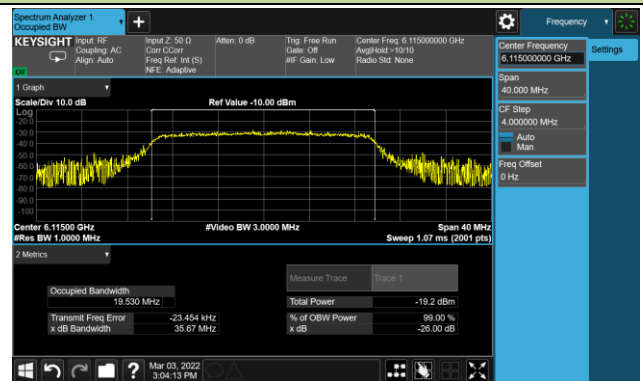 Spectrum Analyzer 1
Occupied BW
Frequency
KEYSIGHT
Input: RF
Coupling: AC
Align: Auto
Input Z: 50 Ω
Corr CCorr
Freq Ref: Int (S)
NFE: Adaptive
Atten: 0 dB
Trig: Free Run
Gate: Off
#IF Gain: Low
Center Freq: 6.115000000 GHz
Avg|Hold:>10/10
Radio Std: None
Center Frequency
6.115000000 GHz
Settings
Span
40.000 MHz
CF Step
4.000000 MHz
Auto
Man
Freq Offset
0 Hz
1 Graph
Scale/Div 10.0 dB
Ref Value -10.00 dBm
Log
-20.0
-30.0
-40.0
-50.0
-60.0
-70.0
-80.0
-90.0
-100
Center 6.11500 GHz
#Video BW 3.0000 MHz
Span 40 MHz
#Res BW 1.0000 MHz
Sweep 1.07 ms (2001 pts)
2 Metrics
Measure Trace
Trace 1
Occupied Bandwidth
19.530 MHz
Total Power
-19.2 dBm
Transmit Freq Error
-23.454 kHz
% of OBW Power
99.00 %
x dB Bandwidth
35.67 MHz
x dB
-26.00 dB
?
Mar 03, 2022
3:04:13 PM